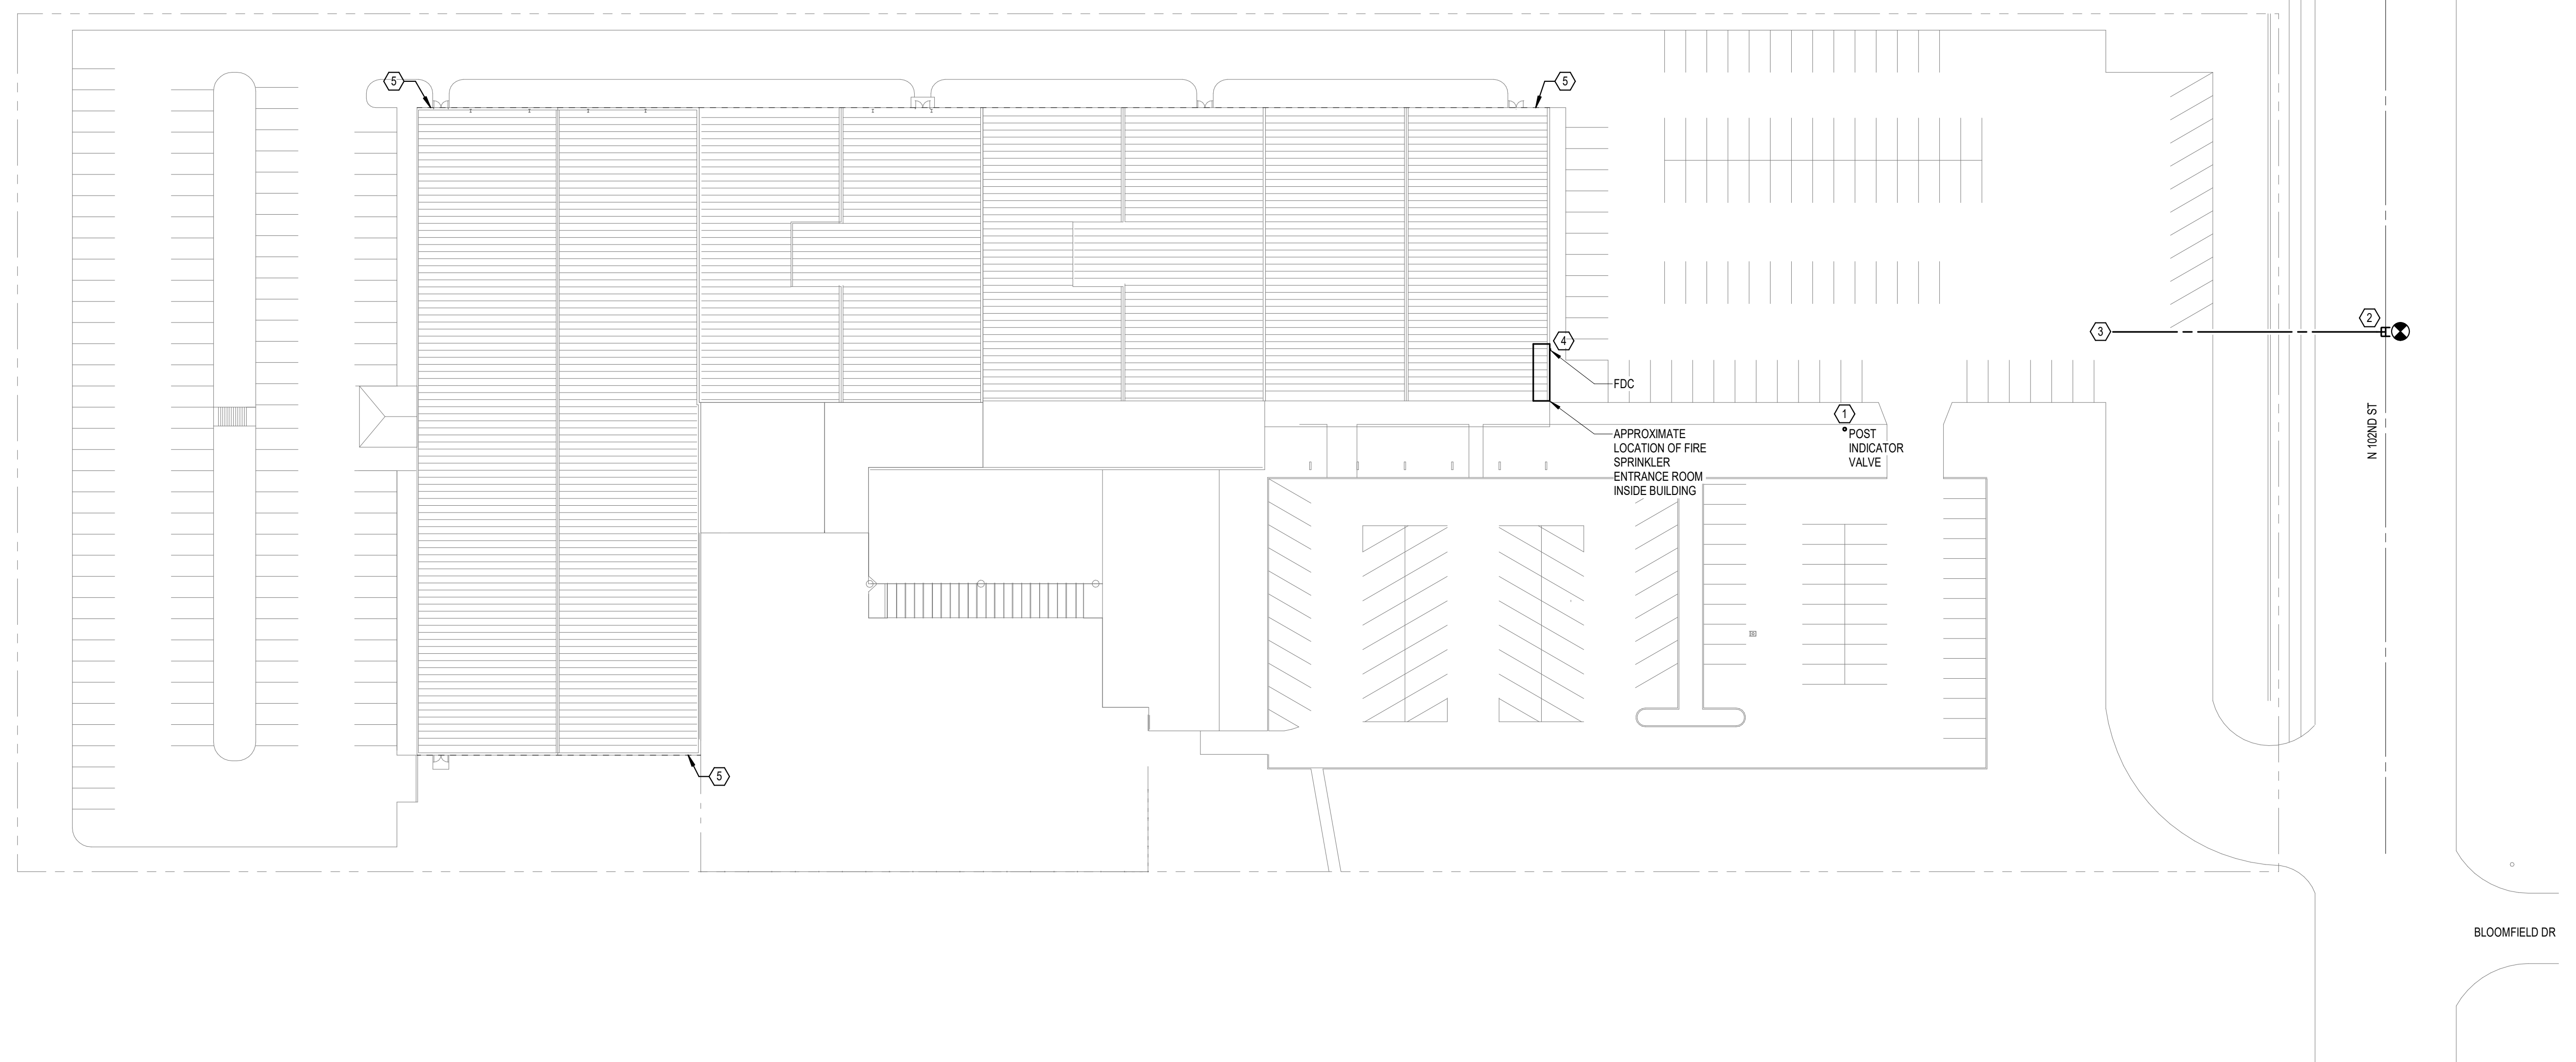 5
5
2
3
4
FDC
1
APPROXIMATE
LOCATION OF FIRE
SPRINKLER
ENTRANCE ROOM
INSIDE BUILDING
POST
INDICATOR
VALVE
N 102ND ST
5
BLOOMFIELD DR